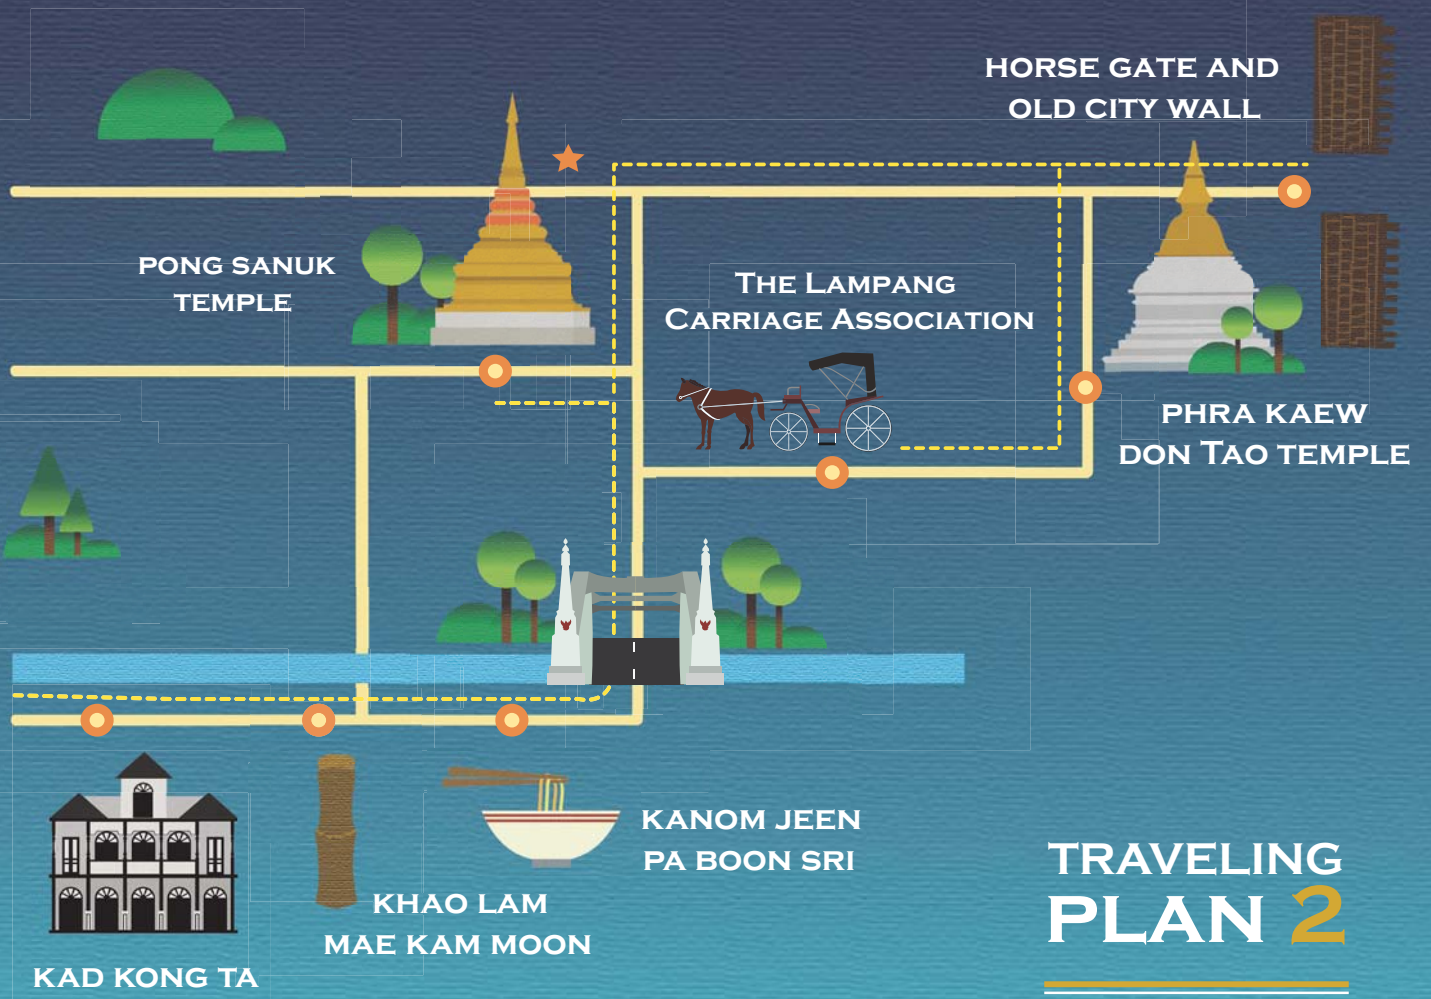 HORSE GATE AND
OLD CITY WALL
PONG SANUK
TEMPLE
THE LAMPANG
CARRIAGE ASSOCIATION
PHRA KAEW
DON TAO TEMPLE
KANOM JEEN
PA BOON SRI
KHAO LAM
MAE KAM MOON
KAD KONG TA
TRAVELING
PLAN 2